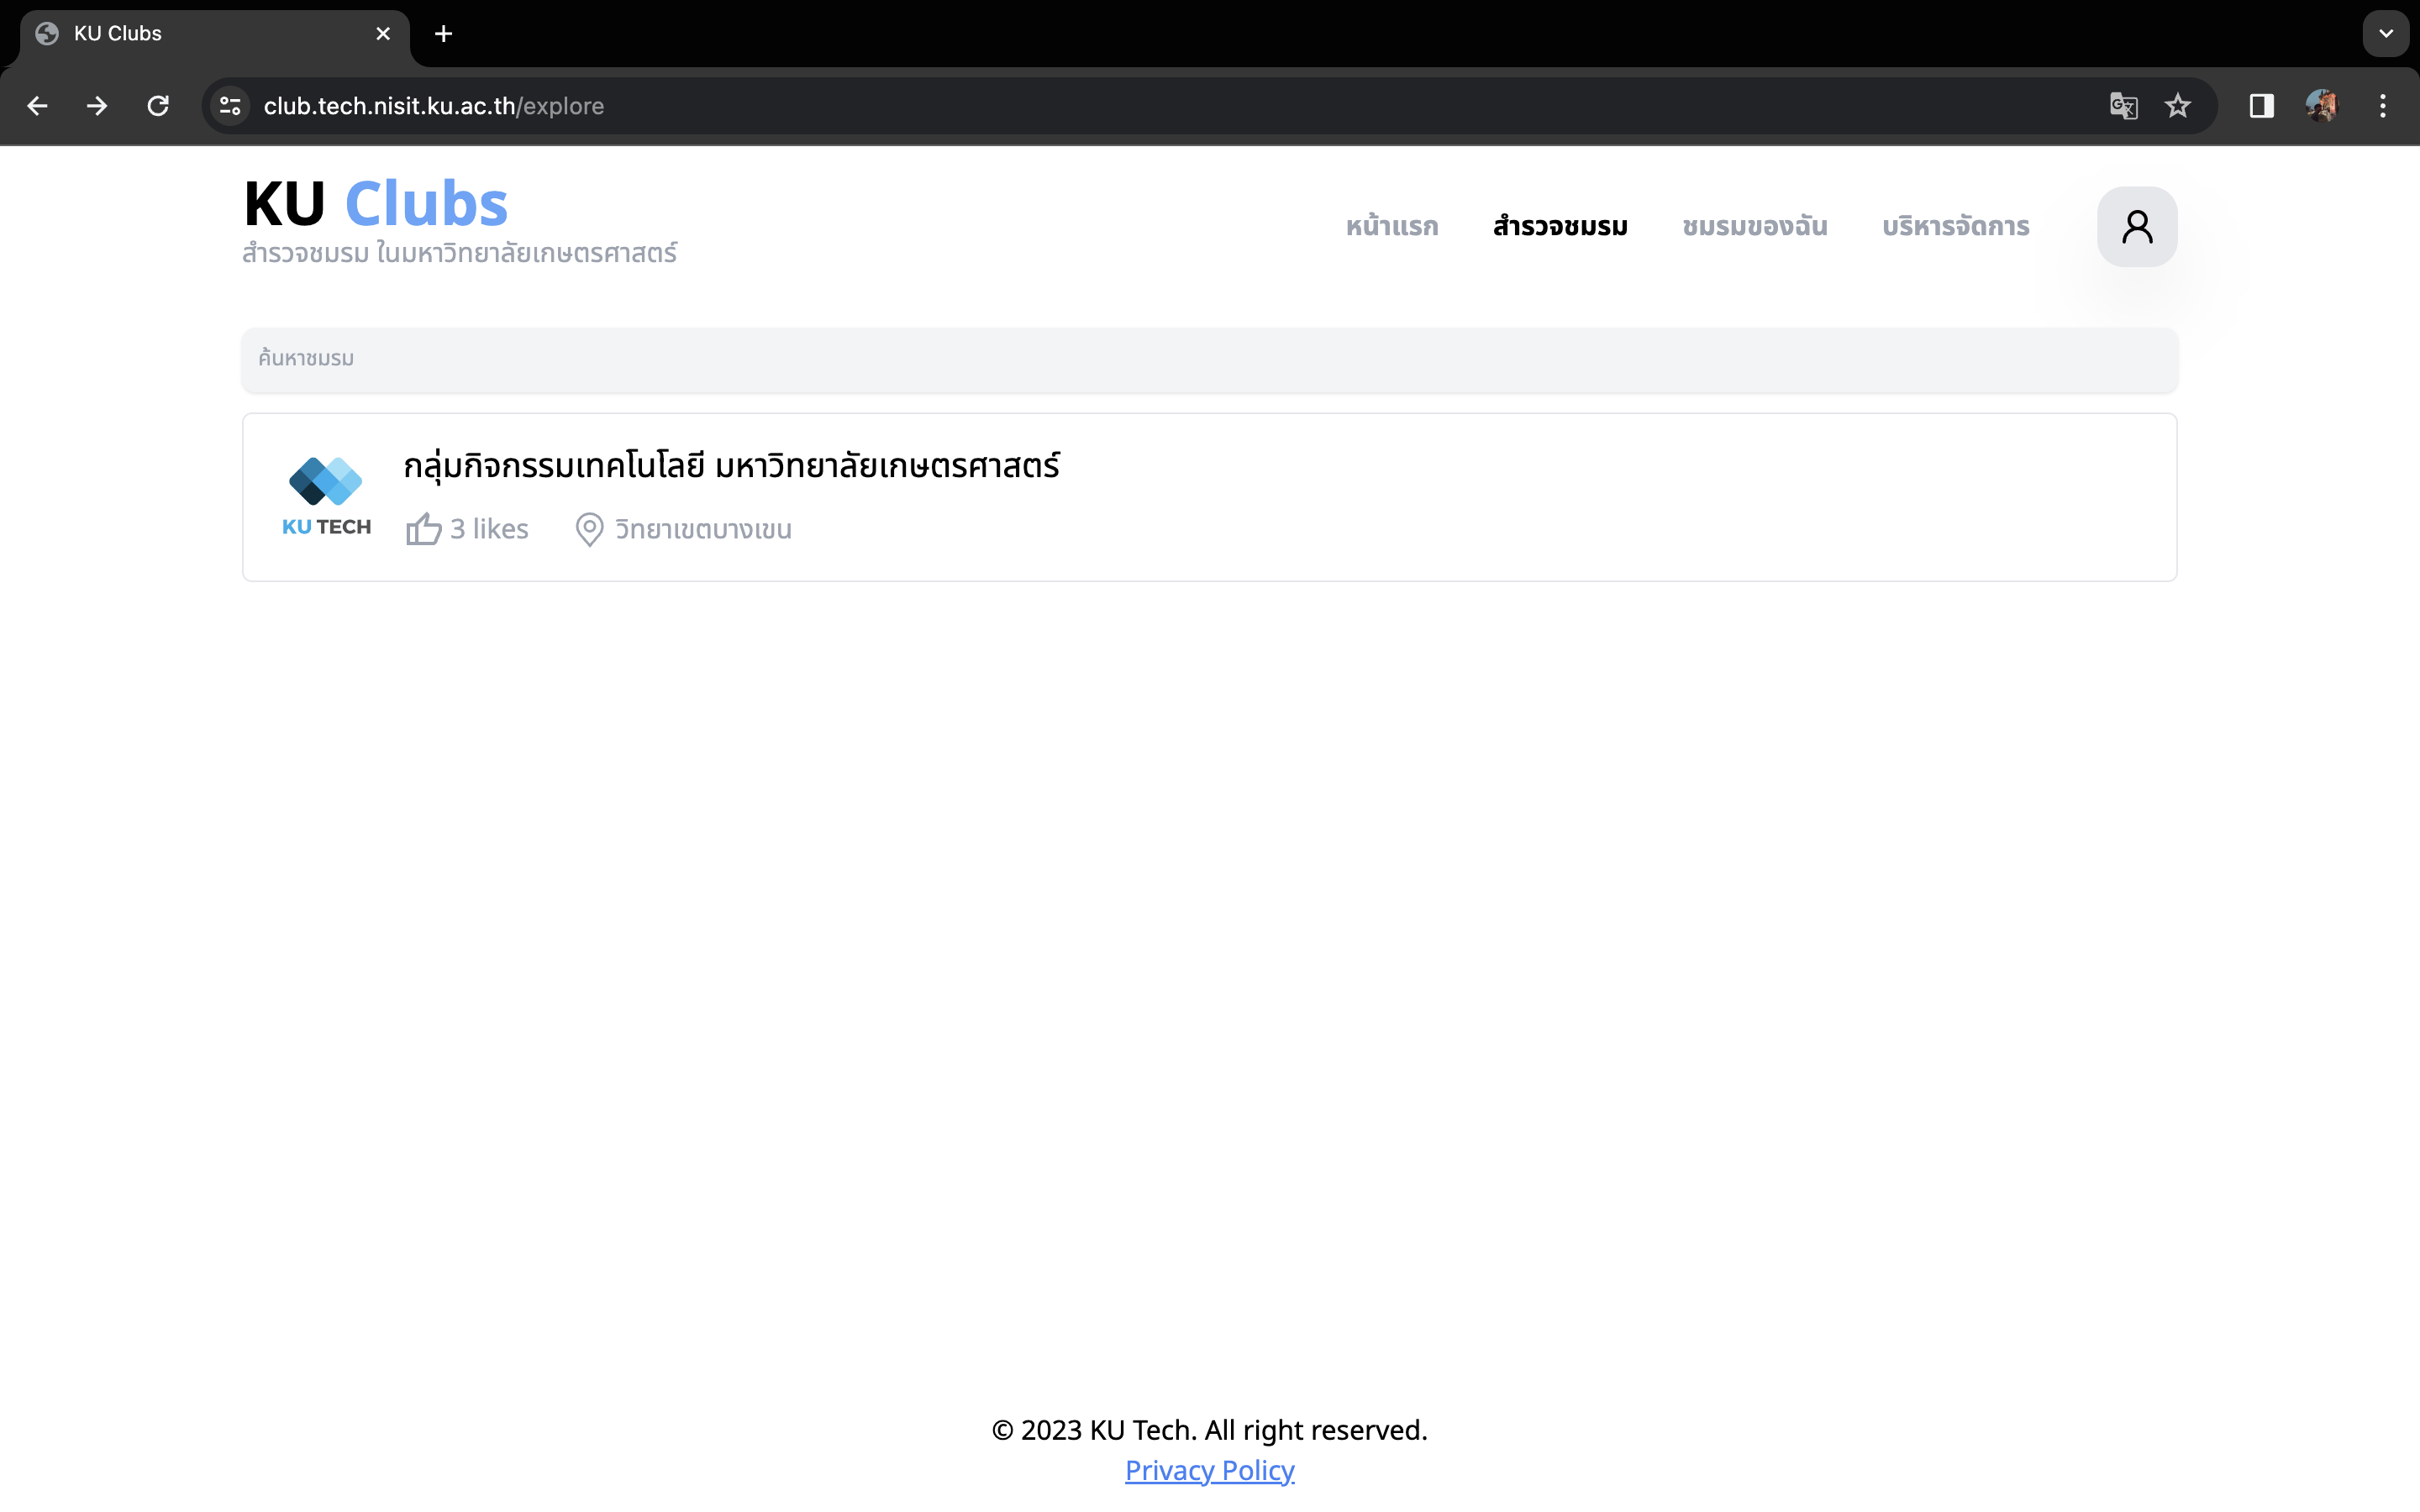 KU Clubs
club.tech.nisit.ku.ac.th/explore
KU Clubs
สำรวจชมรม ในมหาวิทยาลัยเกษตรศาสตร์
หน้าแรก สำรวจชมรม ชมรมของฉัน บริหารจัดการ
ค้นหาชมรม
กลุ่มกิจกรรมเทคโนโลยี มหาวิทยาลัยเกษตรศาสตร์
KU TECH
3 likes วิทยาเขตบางเขน
© 2023 KU Tech. All right reserved.
Privacy Policy